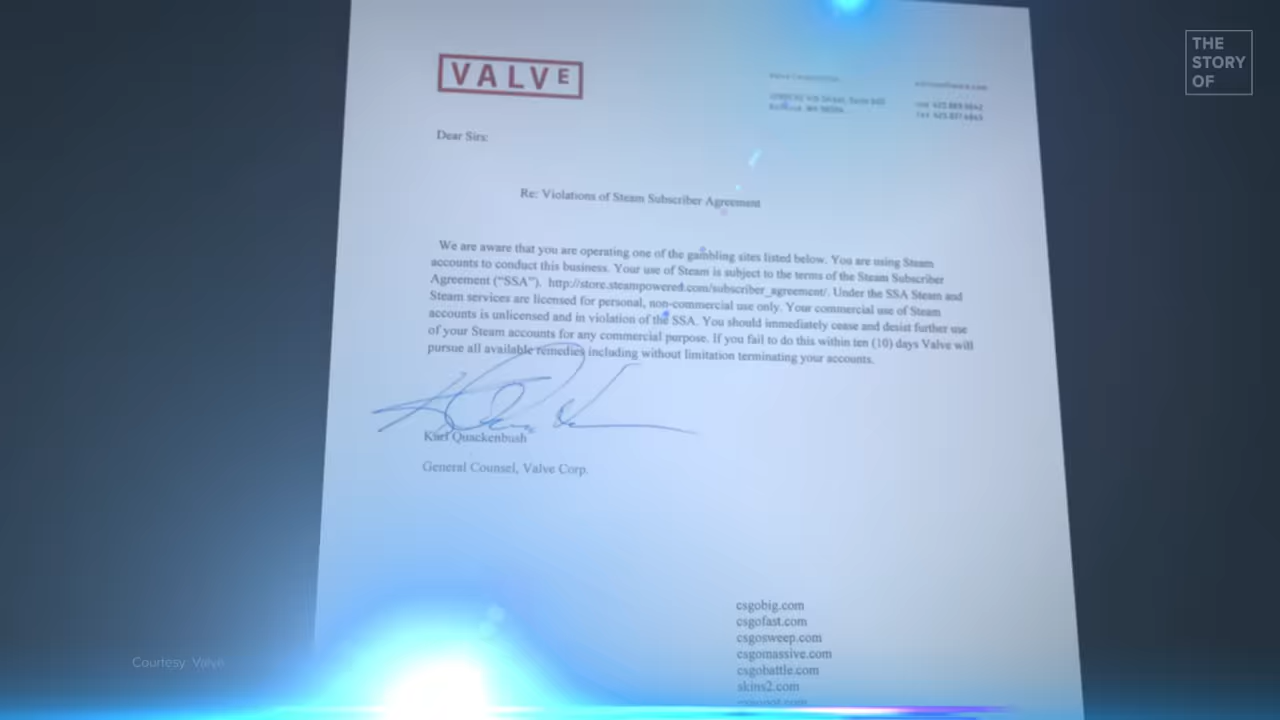 THE
STORY
OF
VALVE
Dear Sirs:
Re: Violations of Steam Subscriber Agreement
We are aware that you are operating one of the gambling sites listed below. You are using Steam
accounts to conduct this business. Your use of Steam is subject to the terms of the Steam Subscriber
Agreement ("SSA"). http://store.steampowered.com/subscriber_agreement/. Under the SSA Steam and
Steam services are licensed for personal, non-commercial use only. Your commercial use of Steam
accounts is unlicensed and in violation of the SSA. You should immediately cease and desist further use
of your Steam accounts for any commercial purpose. If you fail to do this within ten (10) days Valve will
pursue all available remedies including without limitation terminating your accounts.
Karl Quackenbush
General Counsel, Valve Corp.
csgobig.com
csgofast.com
csgosweep.com
csgomassive.com
csgobattle.com
skins2.com
Courtesy: Valve